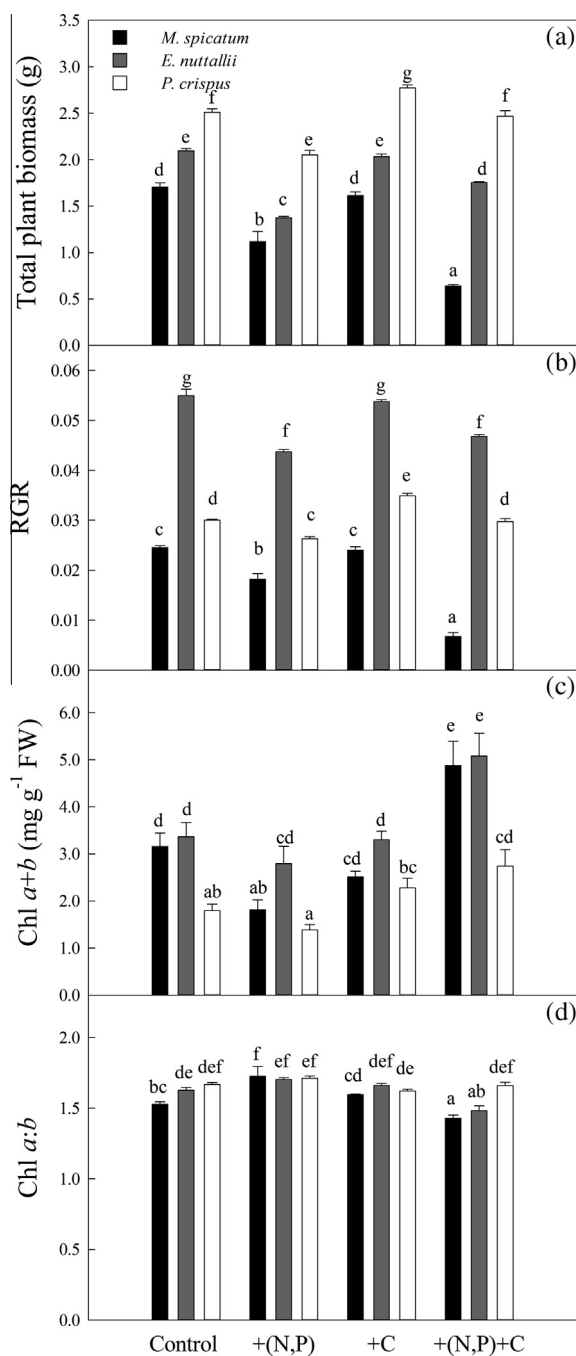 (a)
M. spicatum
E. nuttallii
P. crispus
Total plant biomass (g)
3.5
3.0
2.5
2.0
1.5
1.0
0.5
0.0
d e f b c e d e g a d f
(b)
RGR
0.06
0.05
0.04
0.03
0.02
0.01
0.00
c g d b f c c g e a f d
(c)
Chl a+b (mg g-1 FW)
6.0
5.0
4.0
3.0
2.0
1.0
0.0
d d ab ab cd a cd d bc e e cd
(d)
Chl a:b
2.0
1.5
1.0
0.5
0.0
bc de def f ef ef cd def de a ab def
Control +(N,P) +C +(N,P)+C